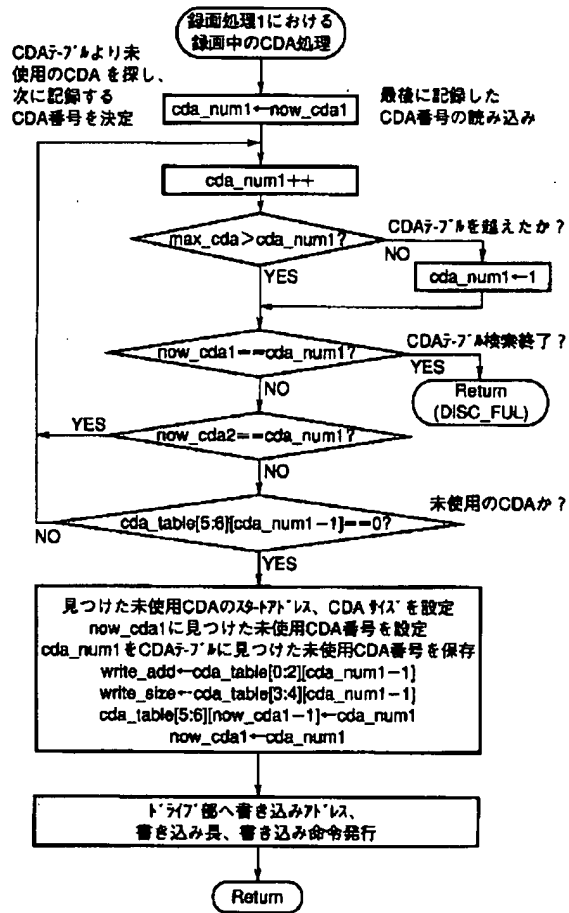 録画処理1における
録画中のCDA処理
CDAﾃｰﾌﾞﾙより未
使用のCDA を探し、
次に記録する
CDA番号を決定
cda_num1←now_cda1
最後に記録した
CDA番号の読み込み
cda_num1++
max_cda>cda_num1?
CDAﾃｰﾌﾞﾙを越えたか？
NO
YES
cda_num1←1
now_cda1==cda_num1?
CDAﾃｰﾌﾞﾙ検索終了？
YES
NO
Return
(DISC_FUL)
YES
now_cda2==cda_num1?
NO
未使用のCDAか？
cda_table[5:6][cda_num1−1]==0?
NO
YES
見つけた未使用CDAのｽﾀｰﾄｱﾄﾞﾚｽ、CDA ｻｲｽﾞを設定
now_cda1に見つけた未使用CDA番号を設定
cda_num1をCDAﾃｰﾌﾞﾙに見つけた未使用CDA番号を保存
write_add←cda_table[0:2][cda_num1−1]
write_size←cda_table[3:4][cda_num1−1]
cda_table[5:6][now_cda1−1]←cda_num1
now_cda1←cda_num1
ﾄﾞﾗｲﾌﾞ部へ書き込みｱﾄﾞﾚｽ、
書き込み長、書き込み命令発行
Return